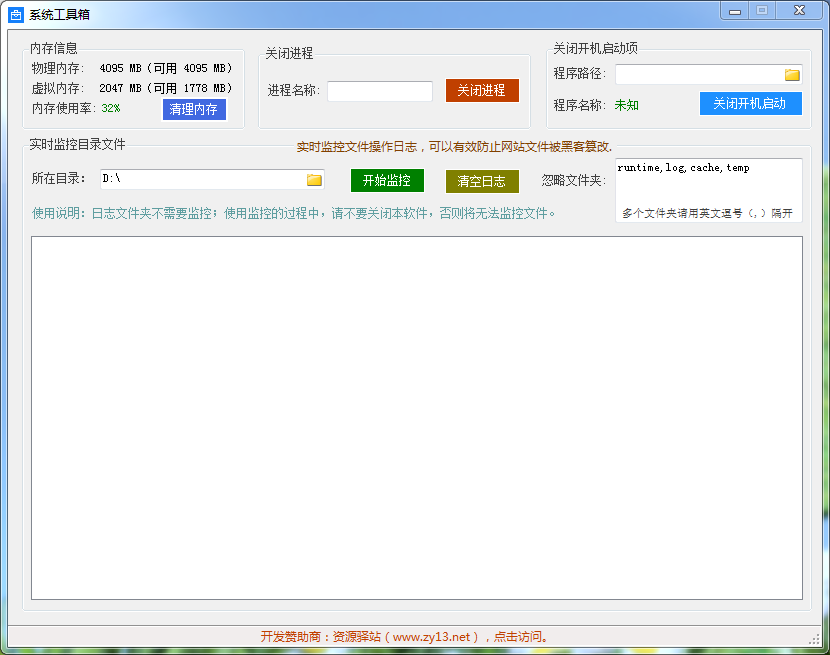 系统工具箱
内存信息
物理内存: 4095 MB (可用 4095 MB)
虚拟内存: 2047 MB (可用 1778 MB)
内存使用率: 32%
清理内存
关闭进程
进程名称:
关闭进程
关闭开机启动项
程序路径:
程序名称: 未知
关闭开机启动
实时监控目录文件
实时监控文件操作日志，可以有效防止网站文件被黑客篡改.
所在目录: D:\
开始监控
清空日志
忽略文件夹:
runtime,log,cache,temp
多个文件夹请用英文逗号（,）隔开
使用说明: 日志文件夹不需要监控; 使用监控的过程中，请不要关闭本软件，否则将无法监控文件。
开发赞助商：资源驿站（www.zy13.net），点击访问。